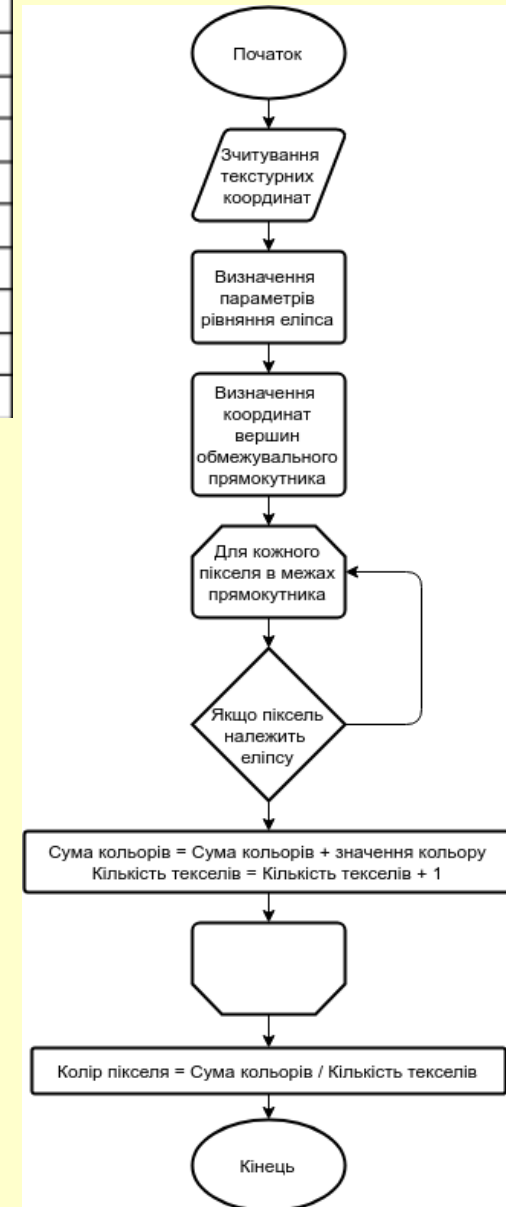 Початок
Зчитування
текстурних
координат
Визначення
параметрів
рівняння еліпса
Визначення
координат
вершин
обмежувального
прямокутника
Для кожного
пікселя в межах
прямокутника
Якщо піксель
належить
еліпсу
Сума кольорів = Сума кольорів + значення кольору
Кількість текселів = Кількість текселів + 1
Колір пікселя = Сума кольорів / Кількість текселів
Кінець